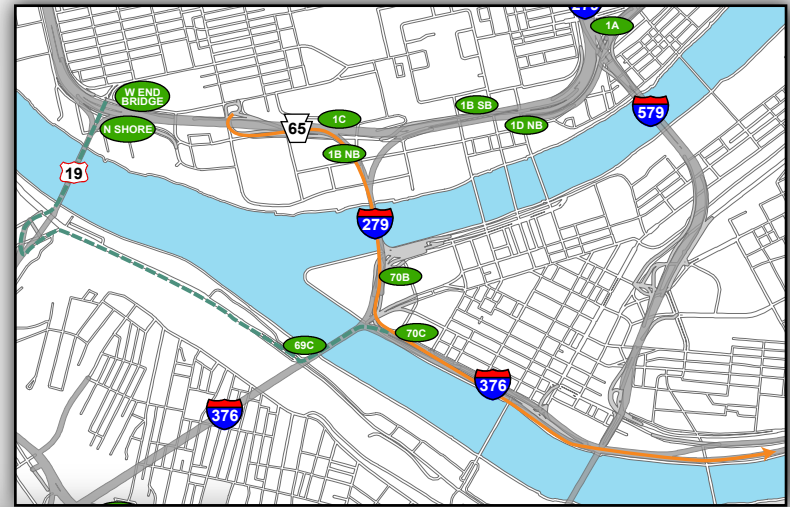 1A
W END
BRIDGE
1C
1B SB
579
N SHORE
65
1D NB
1B NB
19
279
70B
70C
69C
376
376